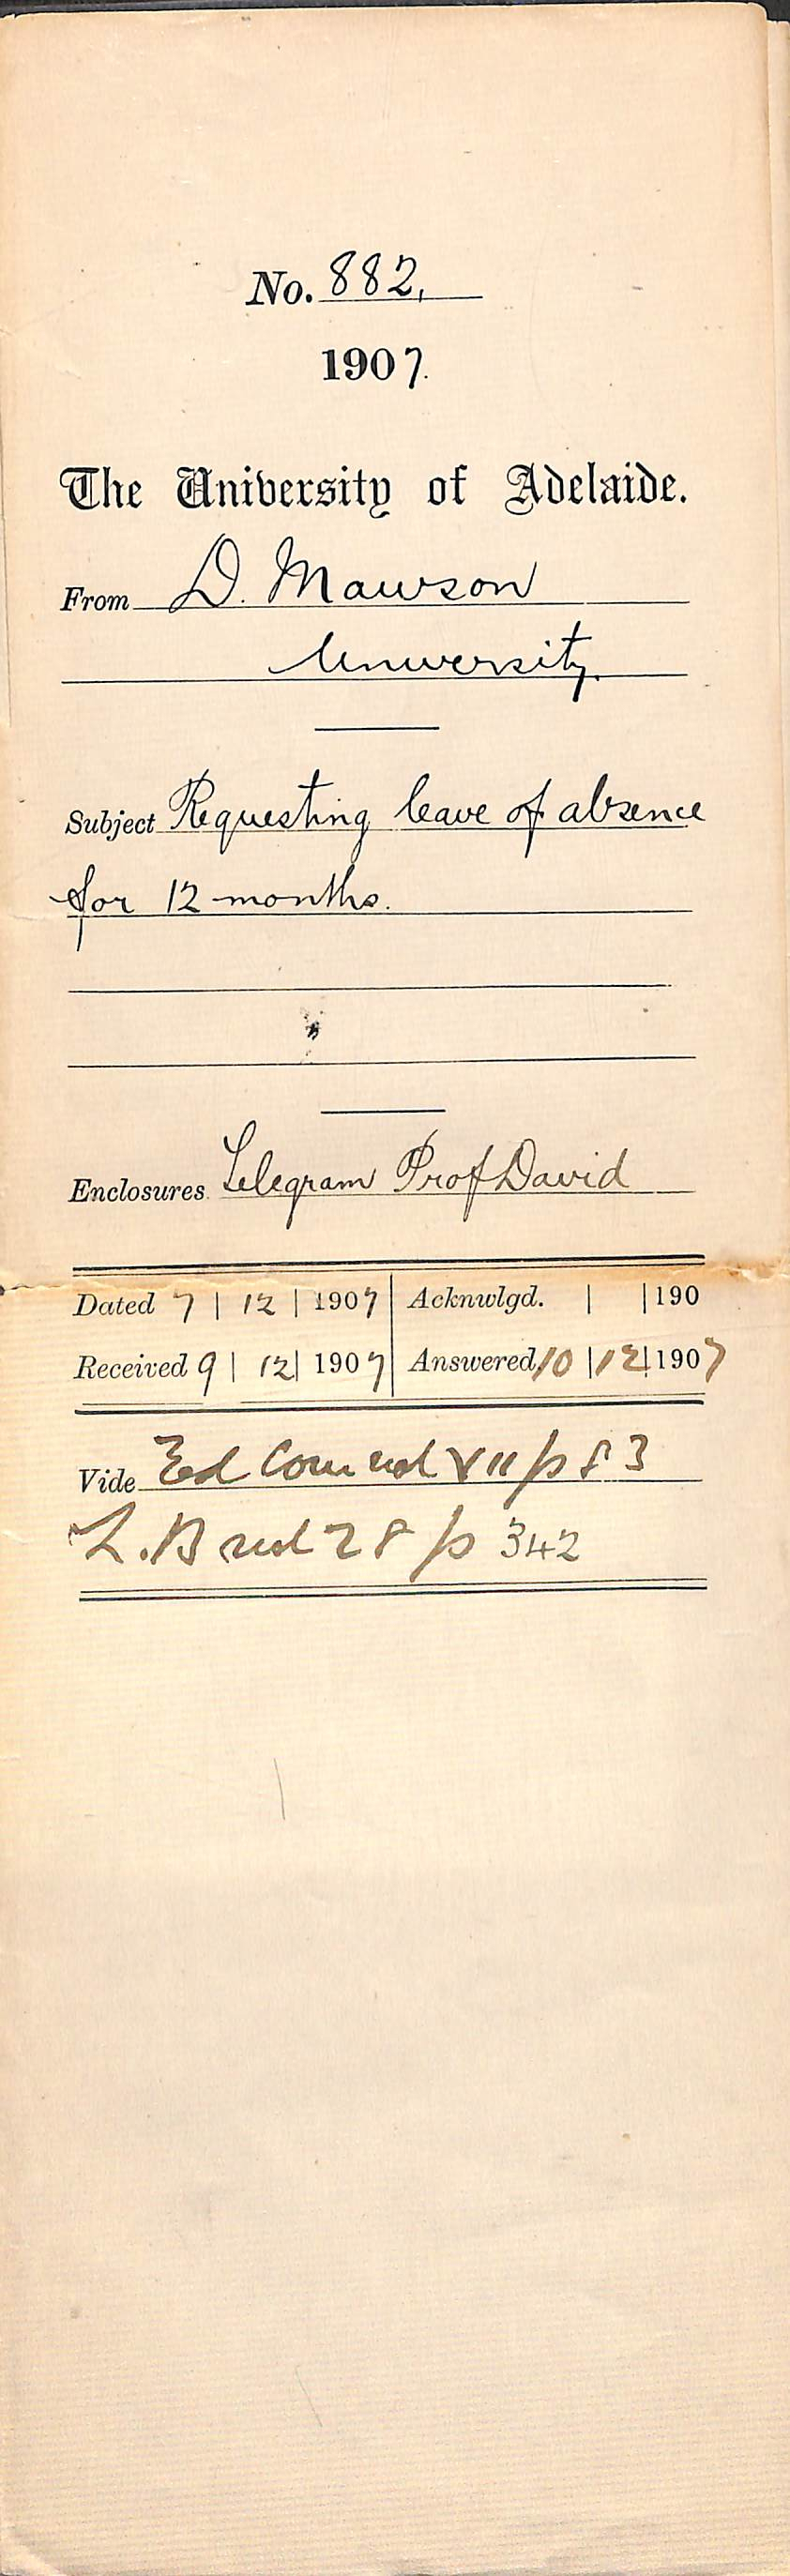 No. 882.
1907.
The University of Adelaide.
From D. Mawson
University.
Subject Requesting leave of absence
for 12 months.
Enclosures Telegram Prof David
Dated 7 | 12 | 1907 Acknwlgd. | | 190
Received 9 | 12 | 1907 Answered 10 | 12 | 1907
Vide Ed Com vol VII p 83
L.B vol 28 p 342